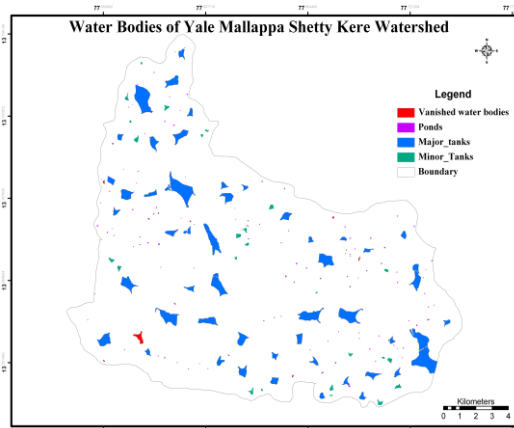 77
77
77
77
77
Water Bodies of Yale Mallappa Shetty Kere Watershed
Legend
Vanished water bodies
Ponds
Major_tanks
Minor_Tanks
Boundary
13
13
13
13
Kilometers
0 1 2 3 4